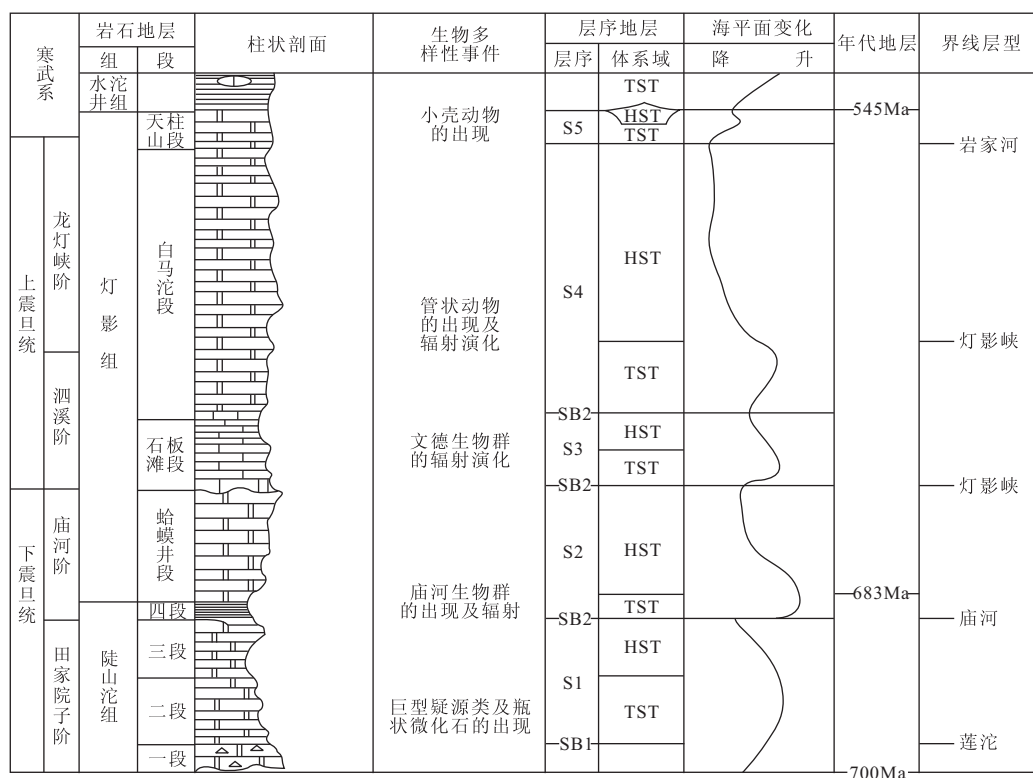 寒武系
岩石地层
组
段
柱状剖面
生物多
样性事件
层序地层
层序
体系域
海平面变化
降
升
年代地层
界线层型
水沱
井组
天柱
山段
小壳动物
的出现
TST
HST
S5
TST
545Ma
岩家河
上震旦统
龙灯峡阶
灯影组
白马沱段
管状动物
的出现及
辐射演化
S4
HST
TST
灯影峡
泗溪阶
石板
滩段
文德生物群
的辐射演化
SB2
HST
S3
TST
SB2
灯影峡
下震旦统
庙河阶
蛤蟆井段
四段
庙河生物群
的出现及辐射
S2
HST
TST
683Ma
SB2
庙河
田家院子阶
陡山沱组
三段
二段
一段
巨型疑源类及瓶
状微化石的出现
HST
S1
TST
SB1
莲沱
700Ma